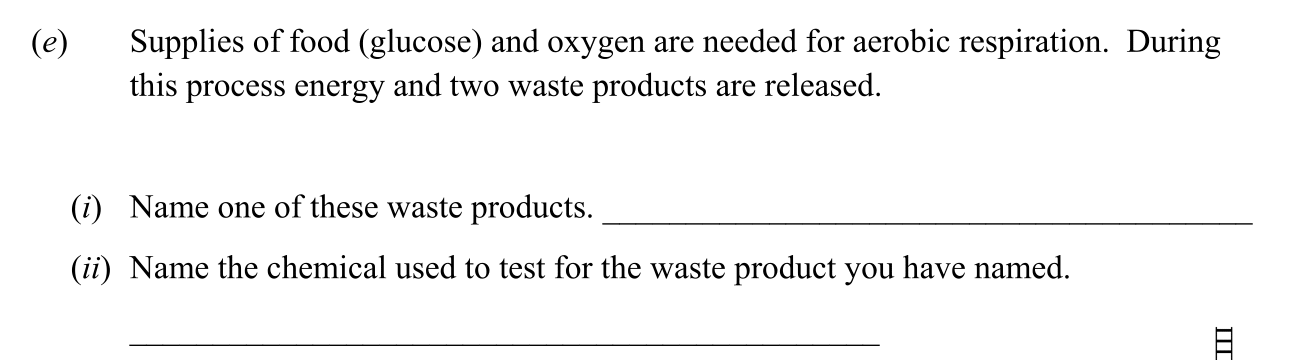 (e) Supplies of food (glucose) and oxygen are needed for aerobic respiration. During
this process energy and two waste products are released.
(i) Name one of these waste products. ___________________________________________
(ii) Name the chemical used to test for the waste product you have named.
__________________________________________________